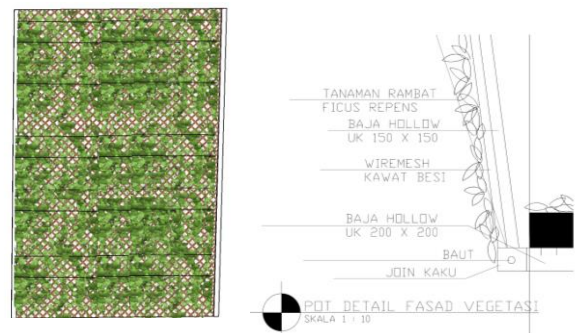 TANAMAN RAMBAT
FICUS REPENS
BAJA HOLLOW
UK 150 X 150
WIREMESH
KAWAT BESI
BAJA HOLLOW
UK 200 X 200
BAUT
JOIN KAKU
POT DETAIL FASAD VEGETASI
SKALA 1 : 10